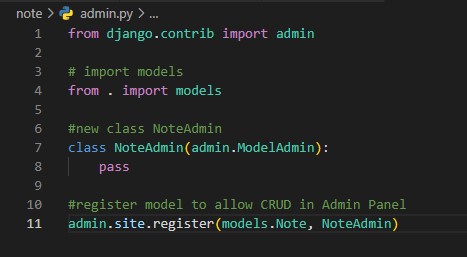 note > admin.py > ...
1 from django.contrib import admin
2
3 # import models
4 from . import models
5
6 #new class NoteAdmin
7 class NoteAdmin(admin.ModelAdmin):
8     pass
9
10 #register model to allow CRUD in Admin Panel
11 admin.site.register(models.Note, NoteAdmin)